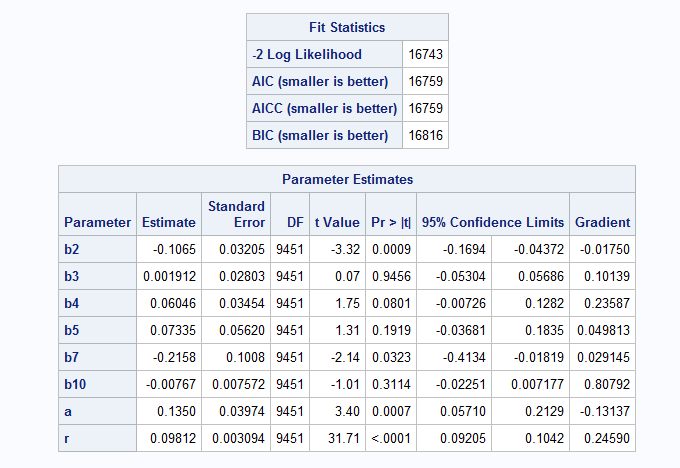 Fit Statistics
-2 Log Likelihood 16743
AIC (smaller is better) 16759
AICC (smaller is better) 16759
BIC (smaller is better) 16816
Parameter Estimates
Parameter Estimate Standard Error DF t Value Pr > |t| 95% Confidence Limits Gradient
b2 -0.1065 0.03205 9451 -3.32 0.0009 -0.1694 -0.04372 -0.01750
b3 0.001912 0.02803 9451 0.07 0.9456 -0.05304 0.05686 0.10139
b4 0.06046 0.03454 9451 1.75 0.0801 -0.00726 0.1282 0.23587
b5 0.07335 0.05620 9451 1.31 0.1919 -0.03681 0.1835 0.049813
b7 -0.2158 0.1008 9451 -2.14 0.0323 -0.4134 -0.01819 0.029145
b10 -0.00767 0.007572 9451 -1.01 0.3114 -0.02251 0.007177 0.80792
a 0.1350 0.03974 9451 3.40 0.0007 0.05710 0.2129 -0.13137
r 0.09812 0.003094 9451 31.71 <.0001 0.09205 0.1042 0.24590